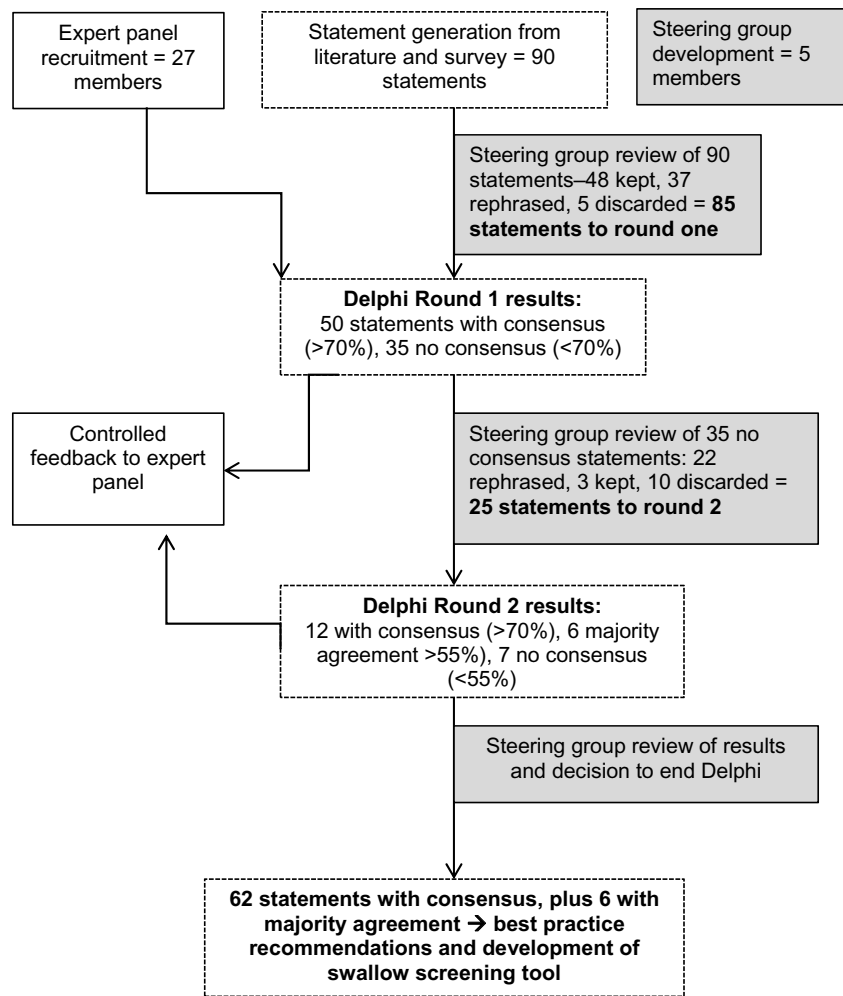 Expert panel
recruitment = 27
members
Statement generation from
literature and survey = 90
statements
Steering group
development = 5
members
Steering group review of 90
statements–48 kept, 37
rephrased, 5 discarded = 85
statements to round one
Delphi Round 1 results:
50 statements with consensus
(>70%), 35 no consensus (<70%)
Controlled
feedback to expert
panel
Steering group review of 35 no
consensus statements: 22
rephrased, 3 kept, 10 discarded =
25 statements to round 2
Delphi Round 2 results:
12 with consensus (>70%), 6 majority
agreement >55%), 7 no consensus
(<55%)
Steering group review of results
and decision to end Delphi
62 statements with consensus, plus 6 with
majority agreement → best practice
recommendations and development of
swallow screening tool